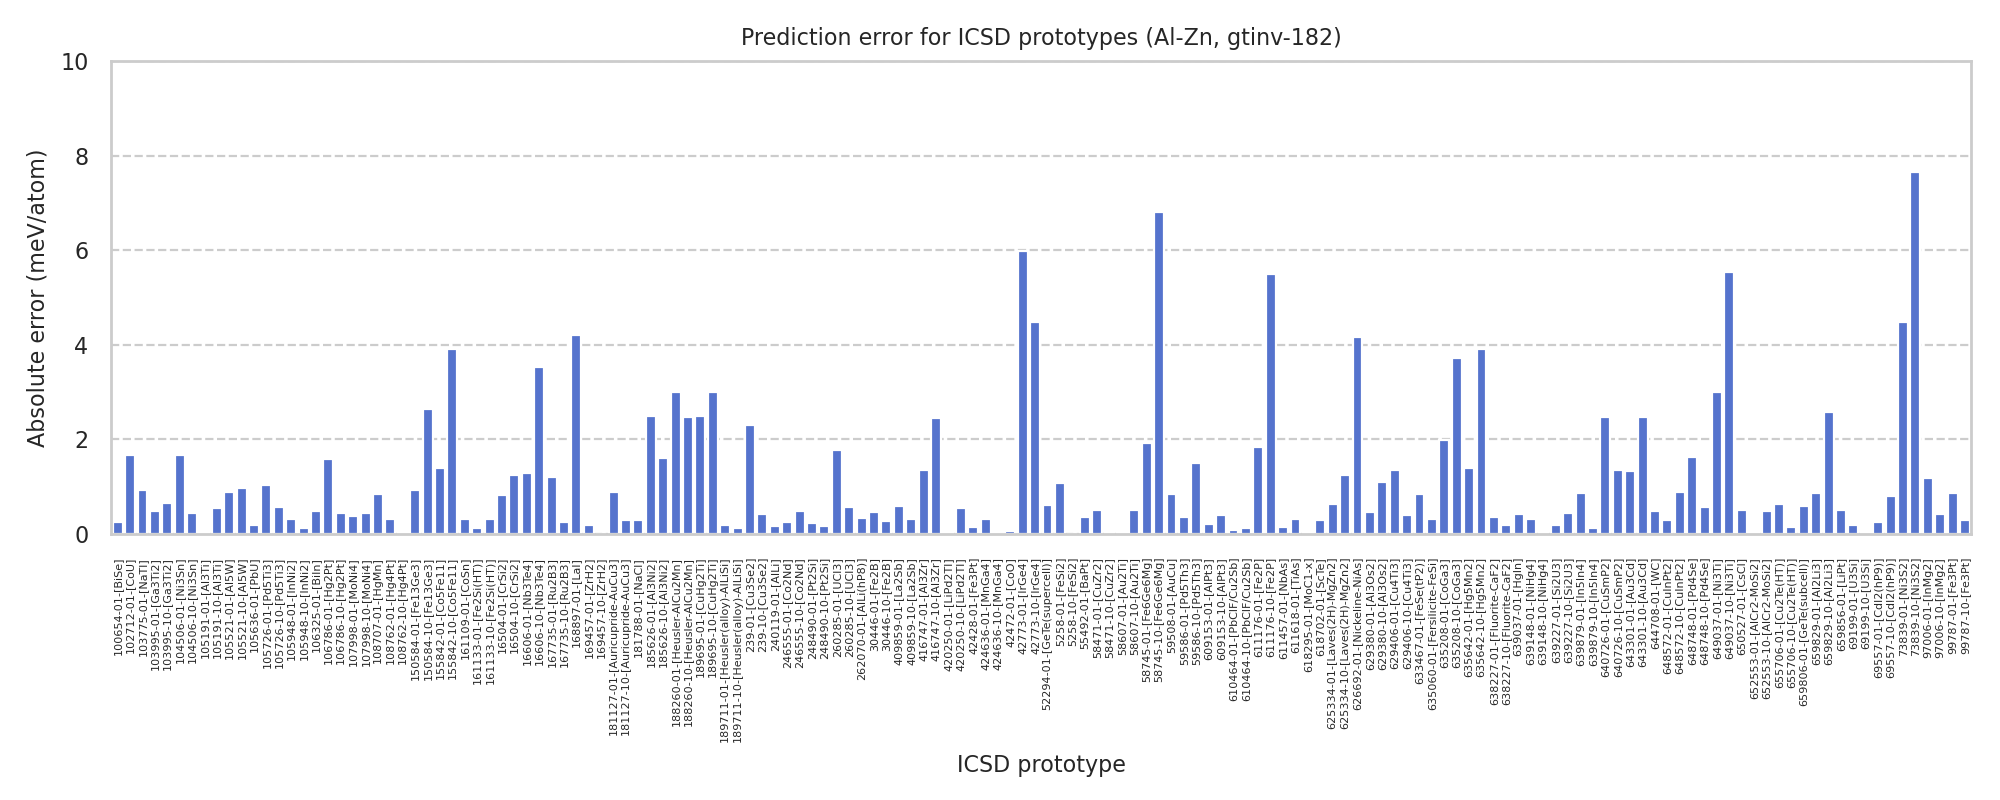 Prediction error for ICSD prototypes (Al-Zn, gtinv-182)
Absolute error (meV/atom)
10
8
6
4
2
0
100654-01-[BiSe]
102712-01-[CoU]
103775-01-[NaTl]
103995-01-[Ga3Ti2]
103995-10-[Ga3Ti2]
104506-01-[Ni3Sn]
104506-10-[Ni3Sn]
105191-01-[Al3Ti]
105191-10-[Al3Ti]
105521-01-[Al5W]
105521-10-[Al5W]
105636-01-[PbU]
105726-01-[Pd5Ti3]
105726-10-[Pd5Ti3]
105948-01-[InNi2]
105948-10-[InNi2]
106325-01-[BiIn]
106786-01-[Hg2Pt]
106786-10-[Hg2Pt]
107998-01-[MoNi4]
107998-10-[MoNi4]
108707-01-[HgMn]
108762-01-[Hg4Pt]
108762-10-[Hg4Pt]
150584-01-[Fe13Ge3]
150584-10-[Fe13Ge3]
155842-01-[Co5Fe11]
155842-10-[Co5Fe11]
161109-01-[CoSn]
161133-01-[Fe2Si(HT)]
161133-10-[Fe2Si(HT)]
16504-01-[CrSi2]
16504-10-[CrSi2]
16606-01-[Nb3Te4]
16606-10-[Nb3Te4]
167735-01-[Ru2B3]
167735-10-[Ru2B3]
168897-01-[LaI]
169457-01-[ZrH2]
169457-10-[ZrH2]
181127-01-[Auricupride-AuCu3]
181127-10-[Auricupride-AuCu3]
181788-01-[NaCl]
185626-01-[Al3Ni2]
185626-10-[Al3Ni2]
188260-01-[Heusler-AlCu2Mn]
188260-10-[Heusler-AlCu2Mn]
189695-01-[CuHg2Ti]
189695-10-[CuHg2Ti]
189711-01-[Heusler(alloy)-AlLiSi]
189711-10-[Heusler(alloy)-AlLiSi]
239-01-[Cu3Se2]
239-10-[Cu3Se2]
240119-01-[AlLi]
246555-01-[Co2Nd]
246555-10-[Co2Nd]
248490-01-[Pt2Si]
248490-10-[Pt2Si]
260285-01-[UCl3]
260285-10-[UCl3]
262070-01-[AlLi(hP8)]
30446-01-[Fe2B]
30446-10-[Fe2B]
409859-01-[La2Sb]
409859-10-[La2Sb]
416747-01-[Al3Zr]
416747-10-[Al3Zr]
420250-01-[LiPd2Tl]
420250-10-[LiPd2Tl]
42428-01-[Fe3Pt]
424636-01-[MnGa4]
424636-10-[MnGa4]
42472-01-[CoO]
42773-01-[IrGe4]
42773-10-[IrGe4]
52294-01-[GeTe(supercell)]
5258-01-[FeSi2]
5258-10-[FeSi2]
55492-01-[BaPt]
58471-01-[CuZr2]
58471-10-[CuZr2]
58607-01-[Au2Ti]
58607-10-[Au2Ti]
58745-01-[Fe6Ge6Mg]
58745-10-[Fe6Ge6Mg]
59508-01-[AuCu]
59586-01-[Pd5Th3]
59586-10-[Pd5Th3]
609153-01-[AlPt3]
609153-10-[AlPt3]
610464-01-[PbClF/Cu2Sb]
610464-10-[PbClF/Cu2Sb]
611176-01-[Fe2P]
611176-10-[Fe2P]
611457-01-[NbAs]
611618-01-[TiAs]
618295-01-[MoC1-x]
618702-01-[ScTe]
625334-01-[Laves(2H)-MgZn2]
625334-10-[Laves(2H)-MgZn2]
626692-01-[Nickeline-NiAs]
629380-01-[Al3Os2]
629380-10-[Al3Os2]
629406-01-[Cu4Ti3]
629406-10-[Cu4Ti3]
633467-01-[FeSe(tP2)]
635060-01-[Fersilicite-FeSi]
635208-01-[CoGa3]
635208-10-[CoGa3]
635642-01-[Hg5Mn2]
635642-10-[Hg5Mn2]
638227-01-[Fluorite-CaF2]
638227-10-[Fluorite-CaF2]
639037-01-[HgIn]
639148-01-[NiHg4]
639148-10-[NiHg4]
639227-01-[Si2U3]
639227-10-[Si2U3]
639879-01-[In5In4]
639879-10-[In5In4]
640726-01-[CuSmP2]
640726-10-[CuSmP2]
643301-01-[Au3Cd]
643301-10-[Au3Cd]
644708-01-[WC]
648572-01-[CuInPt2]
648572-10-[CuInPt2]
648748-01-[Pd4Se]
648748-10-[Pd4Se]
649037-01-[Ni3Ti]
649037-10-[Ni3Ti]
650527-01-[CsCl]
652553-01-[AlCr2-MoSi2]
652553-10-[AlCr2-MoSi2]
655706-01-[Cu2Te(HT)]
655706-10-[Cu2Te(HT)]
659806-01-[GeTe(subcell)]
659829-01-[Al2Li3]
659829-10-[Al2Li3]
659856-01-[LiPt]
69199-01-[U3Si]
69199-10-[U3Si]
69557-01-[CdI2(hP9)]
69557-10-[CdI2(hP9)]
73839-01-[Ni3S2]
73839-10-[Ni3S2]
97006-01-[InMg2]
97006-10-[InMg2]
99787-01-[Fe3Pt]
99787-10-[Fe3Pt]
ICSD prototype